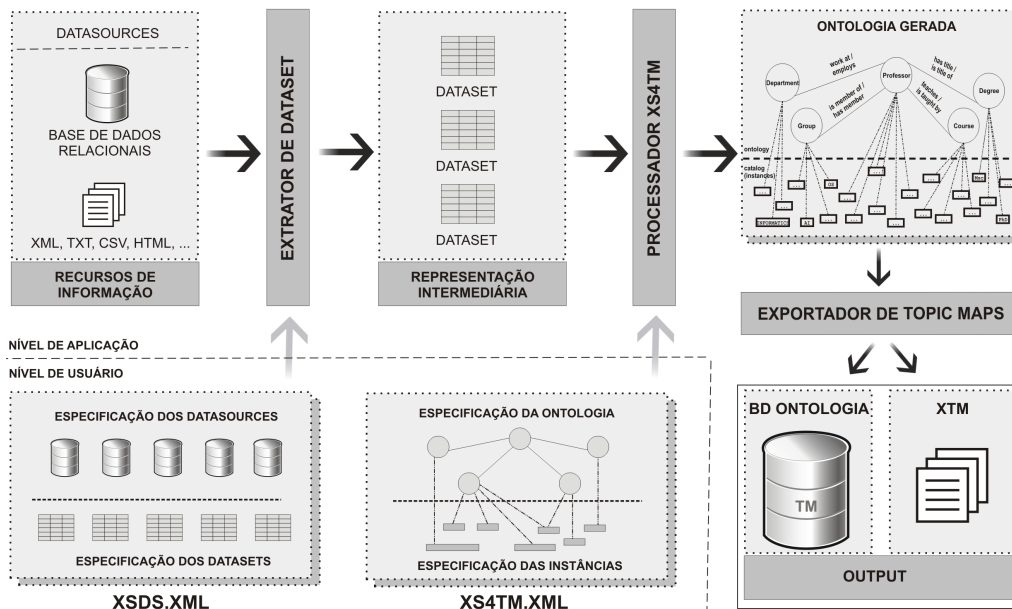 DATASOURCES
BASE DE DADOS
RELACIONAIS
XML, TXT, CSV, HTML, ...
RECURSOS DE
INFORMAÇÃO
EXTRATOR DE DATASET
DATASET
DATASET
DATASET
REPRESENTAÇÃO
INTERMEDIÁRIA
PROCESSADOR XS4TM
ONTOLOGIA GERADA
work at /
employs
has title /
is title of
Department
Professor
Degree
is member of /
has member
teaches /
is taught by
Group
Course
ontology
catalog
(instances)
...
...
...
...
GS
...
...
...
...
...
...
...
...
...
Msc
...
...
INFORMATICS
AI
PhD
EXPORTADOR DE TOPIC MAPS
NÍVEL DE APLICAÇÃO
NÍVEL DE USUÁRIO
ESPECIFICAÇÃO DOS DATASOURCES
ESPECIFICAÇÃO DOS DATASETS
XSDS.XML
ESPECIFICAÇÃO DA ONTOLOGIA
ESPECIFICAÇÃO DAS INSTÂNCIAS
XS4TM.XML
BD ONTOLOGIA
TM
XTM
OUTPUT